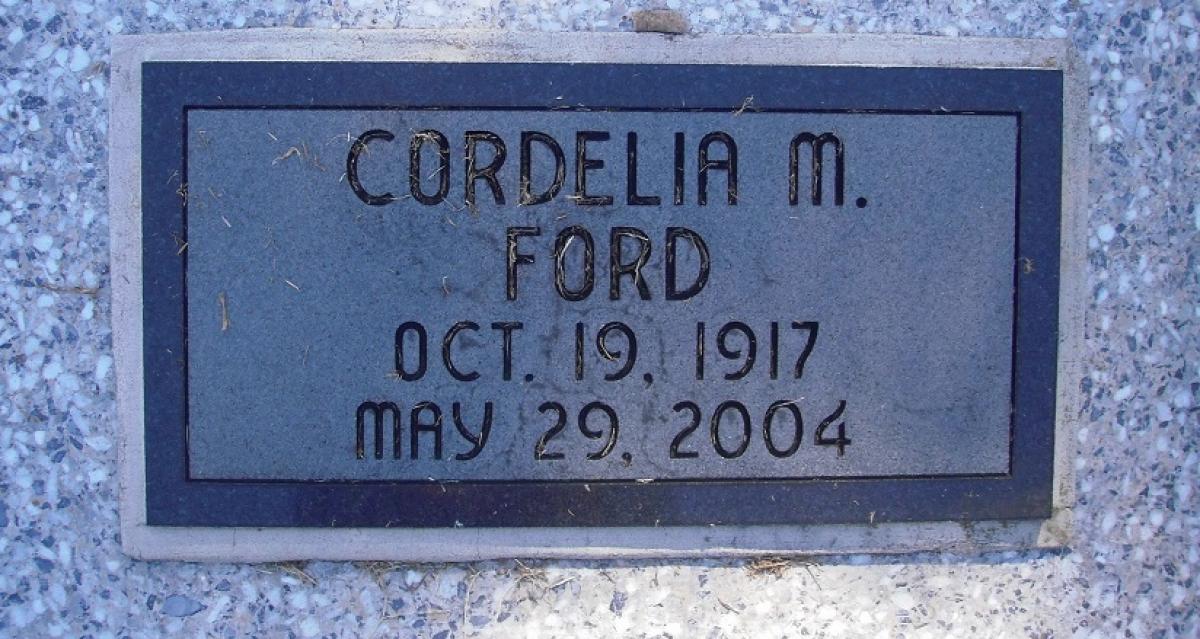 CORDELIA M.
FORD
OCT. 19, 1917
MAY 29, 2004